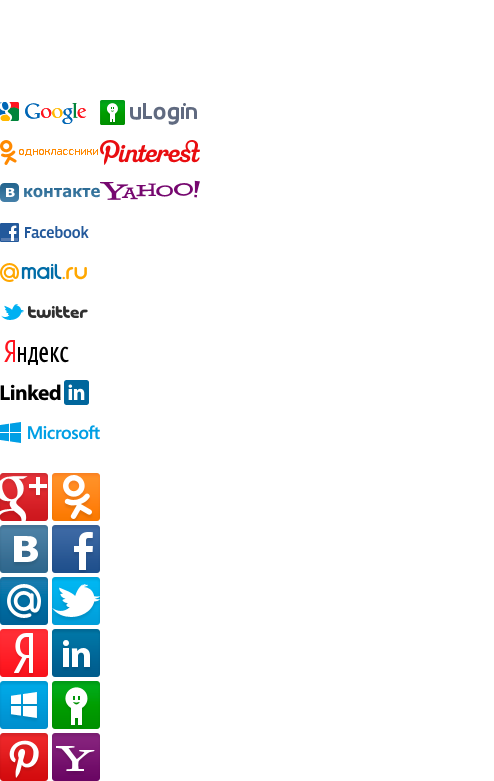 Google uLogin
одноклассники Pinterest
В контакте YAHOO!
f Facebook
@mail.ru
twitter
Яндекс
Linked in
Microsoft
g+
В f
@
Я in
P Y